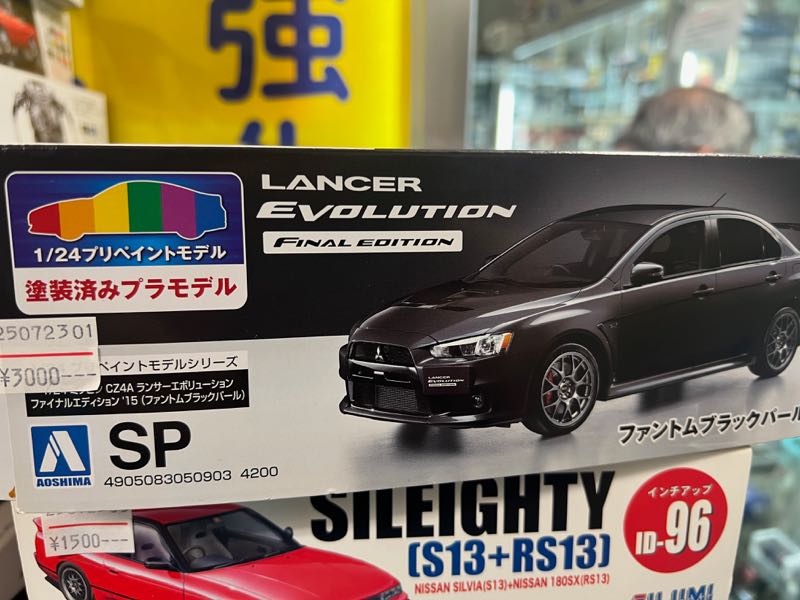 強
LANCER
EVOLUTION
FINAL EDITION
1/24プリペイントモデル
塗装済みプラモデル
25072301
¥3000---
ペイントモデルシリーズ
CZ4A ランサーエボリューション
ファイナルエディション '15 (ファントムブラックパール)
LANCER
EVOLUTION
FINAL EDITION
ファントムブラックパール
AOSHIMA
SP
4905083050903 4200
¥1500---
SILEIGHTY
(S13+RS13)
NISSAN SILVIA(S13)+NISSAN 180SX(RS13)
インチアップ
ID-96